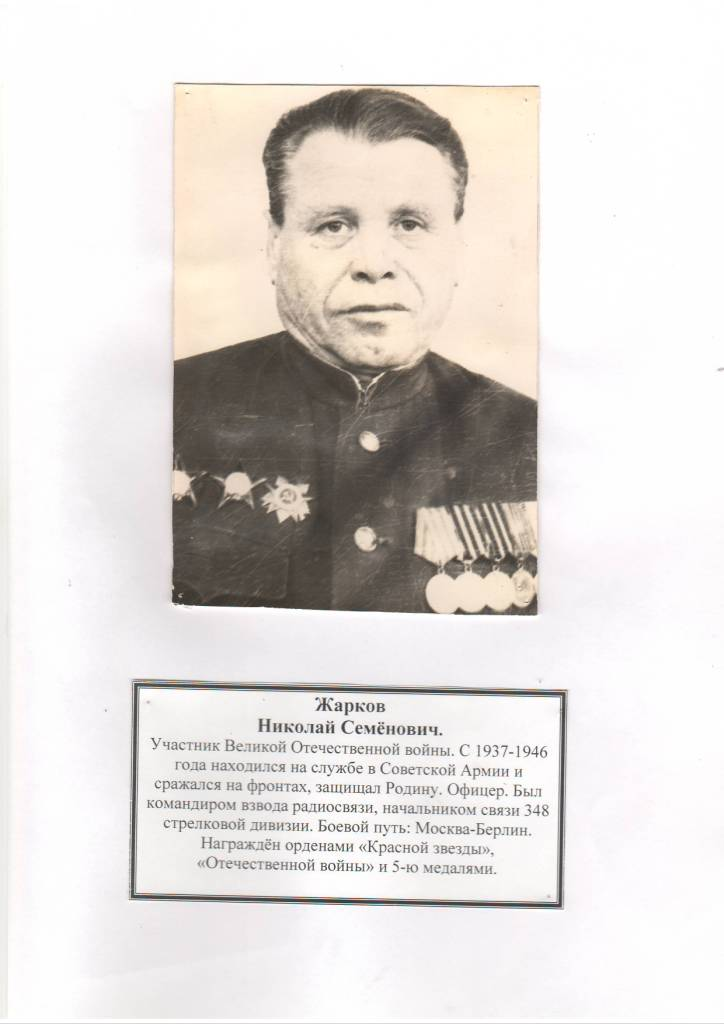 Жарков
Николай Семёнович.
Участник Великой Отечественной войны. С 1937-1946
года находился на службе в Советской Армии и
сражался на фронтах, защищал Родину. Офицер. Был
командиром взвода радиосвязи, начальником связи 348
стрелковой дивизии. Боевой путь: Москва-Берлин.
Награждён орденами «Красной звезды»,
«Отечественной войны» и 5-ю медалями.